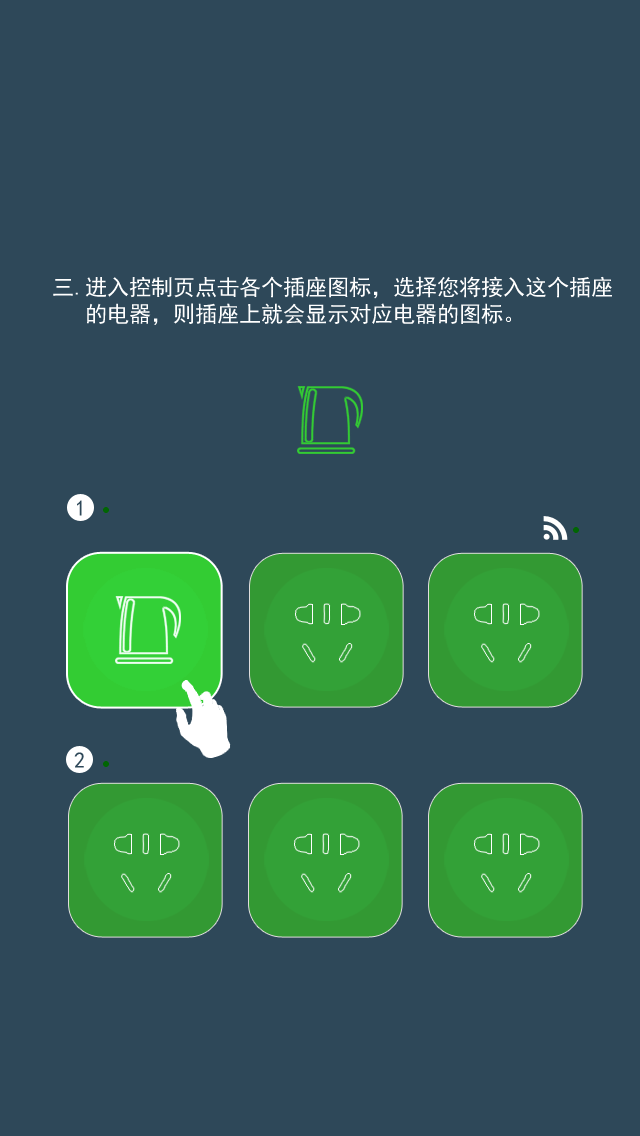 三.进入控制页点击各个插座图标，选择您将接入这个插座
的电器，则插座上就会显示对应电器的图标。
1
2